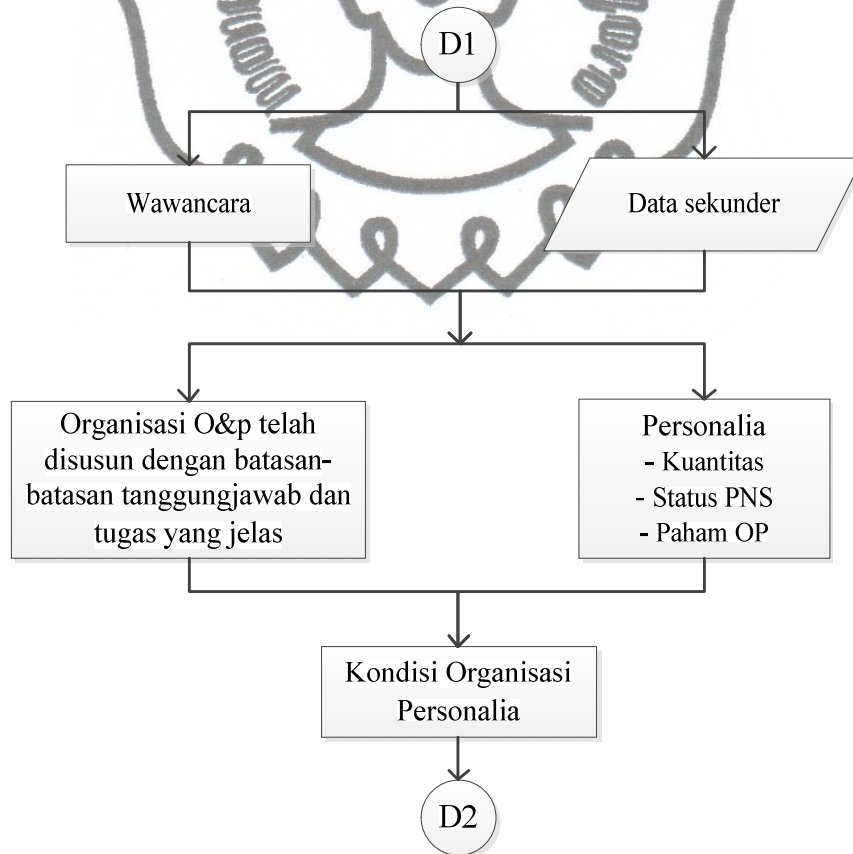 D1
Wawancara
Data sekunder
Organisasi O&p telah
disusun dengan batasan-
batasan tanggungjawab dan
tugas yang jelas
Personalia
- Kuantitas
- Status PNS
- Paham OP
Kondisi Organisasi
Personalia
D2